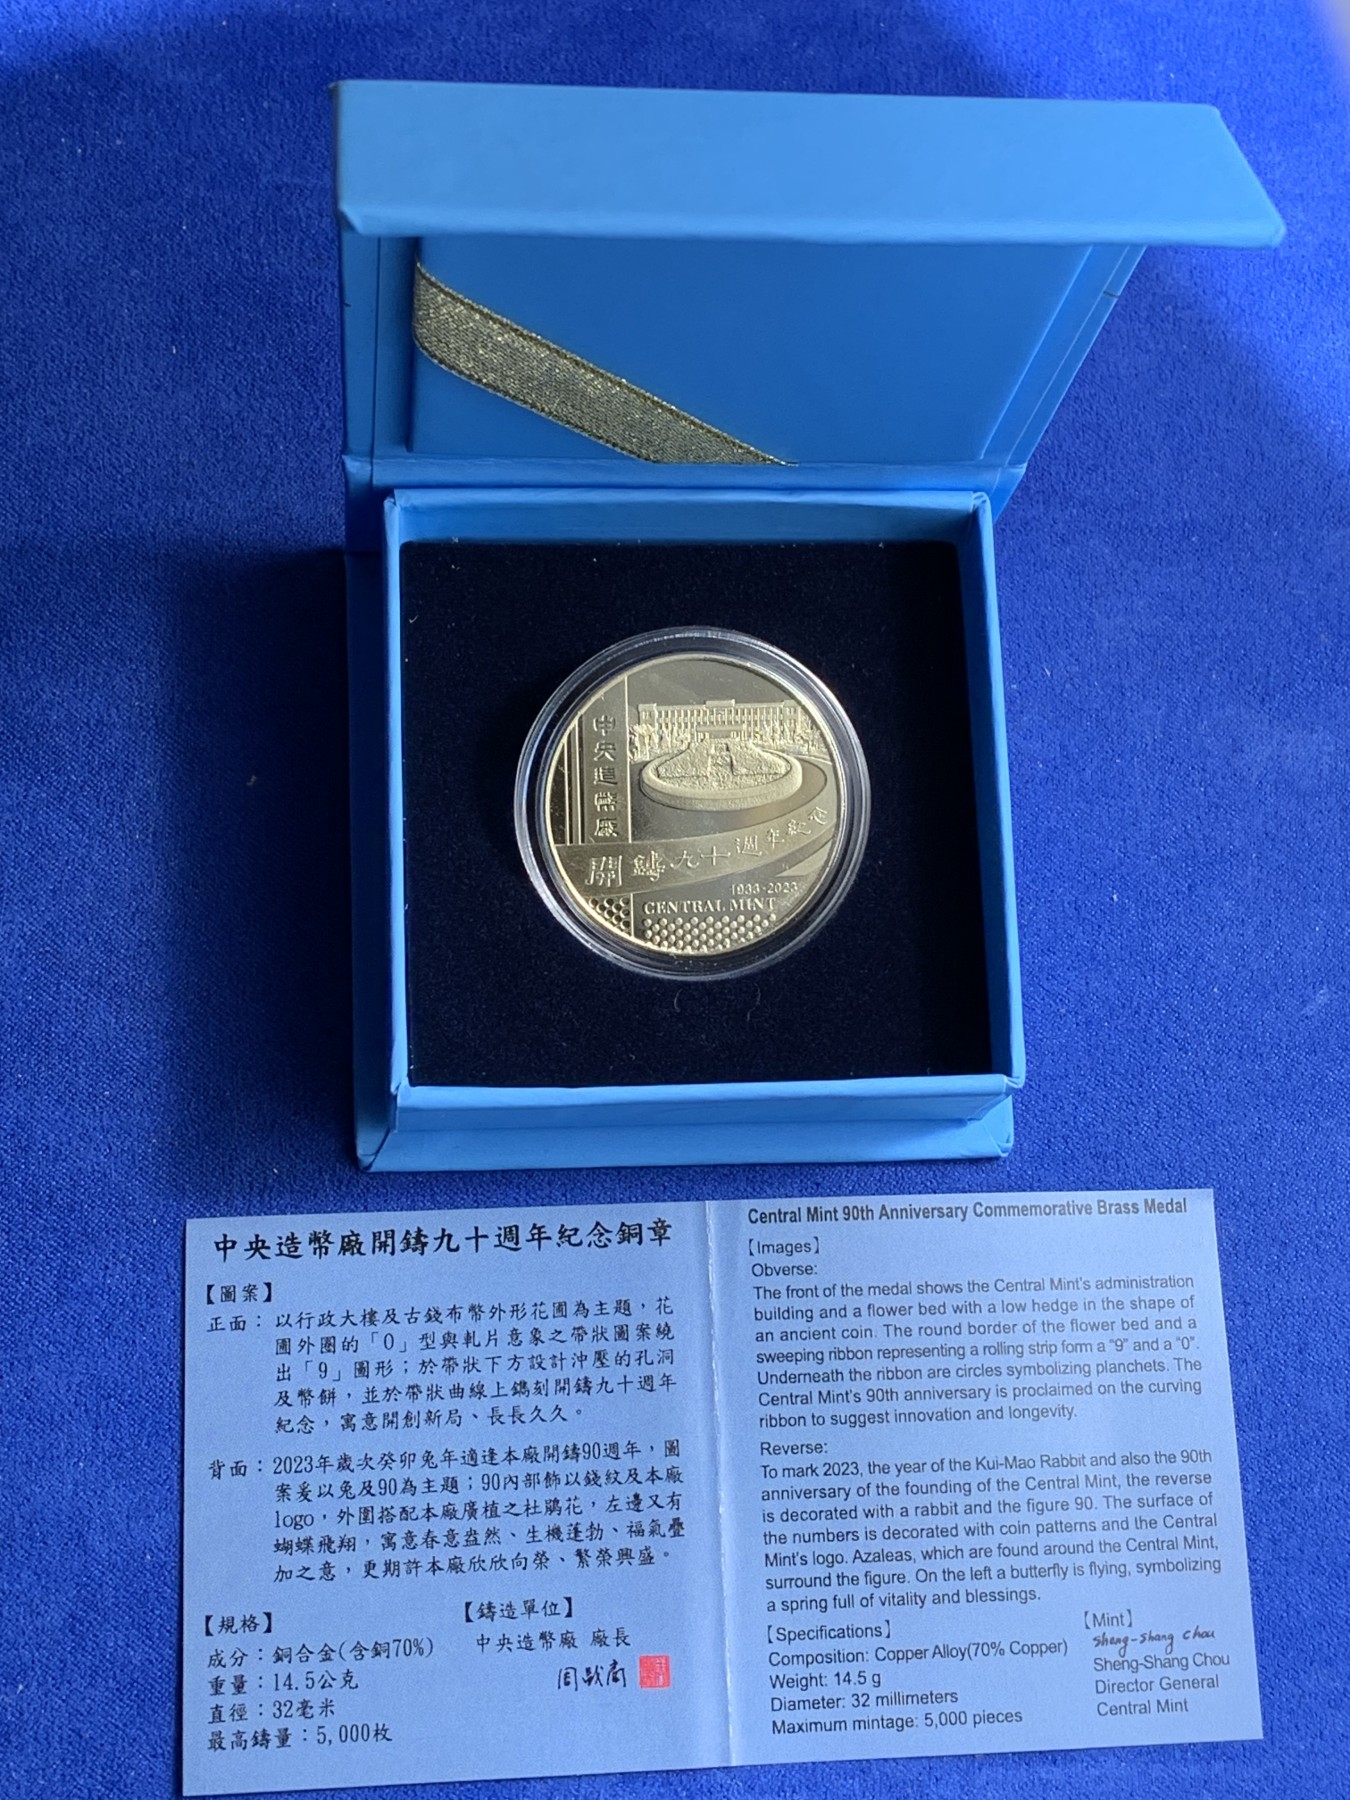 中央造幣廠
開鑄九十週年紀念
1933-2023
CENTRAL MINT
中央造幣廠開鑄九十週年紀念銅章
【圖案】
正面：以行政大樓及古錢布幣外形花圃為主題，花
圃外圈的「0」型與軋片意象之帶狀圖案繞
出「9」圖形；於帶狀下方設計沖壓的孔洞
及幣餅，並於帶狀曲線上鐫刻開鑄九十週年
紀念，寓意開創新局、長長久久。
背面：2023年歲次癸卯兔年適逢本廠開鑄90週年，圖
案爰以兔及90為主題；90內部飾以錢紋及本廠
logo，外圍搭配本廠廣植之杜鵑花，左邊又有
蝴蝶飛翔，寓意春意盎然、生機蓬勃、福氣疊
加之意，更期許本廠欣欣向榮、繁榮興盛。
【規格】
成分：銅合金(含銅70%)
重量：14.5公克
直徑：32毫米
最高鑄量：5,000枚
【鑄造單位】
中央造幣廠 廠長
Central Mint 90th Anniversary Commemorative Brass Medal
【Images】
Obverse:
The front of the medal shows the Central Mint's administration
building and a flower bed with a low hedge in the shape of
an ancient coin. The round border of the flower bed and a
sweeping ribbon representing a rolling strip form a "9" and a "0".
Underneath the ribbon are circles symbolizing planchets. The
Central Mint's 90th anniversary is proclaimed on the curving
ribbon to suggest innovation and longevity.
Reverse:
To mark 2023, the year of the Kui-Mao Rabbit and also the 90th
anniversary of the founding of the Central Mint, the reverse
is decorated with a rabbit and the figure 90. The surface of
the numbers is decorated with coin patterns and the Central
Mint's logo. Azaleas, which are found around the Central Mint,
surround the figure. On the left a butterfly is flying, symbolizing
a spring full of vitality and blessings.
【Specifications】
Composition: Copper Alloy(70% Copper)
Weight: 14.5 g
Diameter: 32 millimeters
Maximum mintage: 5,000 pieces
【Mint】
Sheng-Shang Chou
Sheng-Shang Chou
Director General
Central Mint